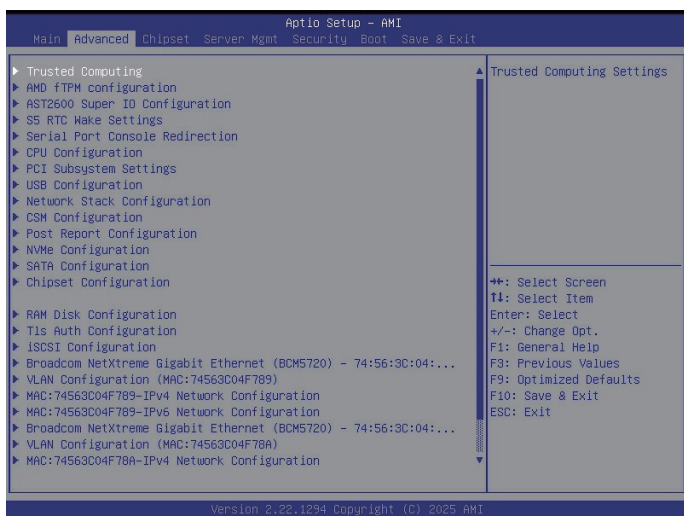 Aptio Setup – AMI
Main Advanced Chipset Server Mgmt Security Boot Save & Exit
Trusted Computing
AMD fTPM configuration
AST2600 Super IO Configuration
S5 RTC Wake Settings
Serial Port Console Redirection
CPU Configuration
PCI Subsystem Settings
USB Configuration
Network Stack Configuration
CSM Configuration
Post Report Configuration
NVMe Configuration
SATA Configuration
Chipset Configuration
RAM Disk Configuration
Tls Auth Configuration
iSCSI Configuration
Broadcom NetXtreme Gigabit Ethernet (BCM5720) – 74:56:3C:04:...
VLAN Configuration (MAC:74563C04F789)
MAC:74563C04F789-IPv4 Network Configuration
MAC:74563C04F789-IPv6 Network Configuration
Broadcom NetXtreme Gigabit Ethernet (BCM5720) – 74:56:3C:04:...
VLAN Configuration (MAC:74563C04F78A)
MAC:74563C04F78A-IPv4 Network Configuration
Trusted Computing Settings
→←: Select Screen
↑↓: Select Item
Enter: Select
+/-: Change Opt.
F1: General Help
F3: Previous Values
F9: Optimized Defaults
F10: Save & Exit
ESC: Exit
Version 2.22.1294 Copyright (C) 2025 AMI